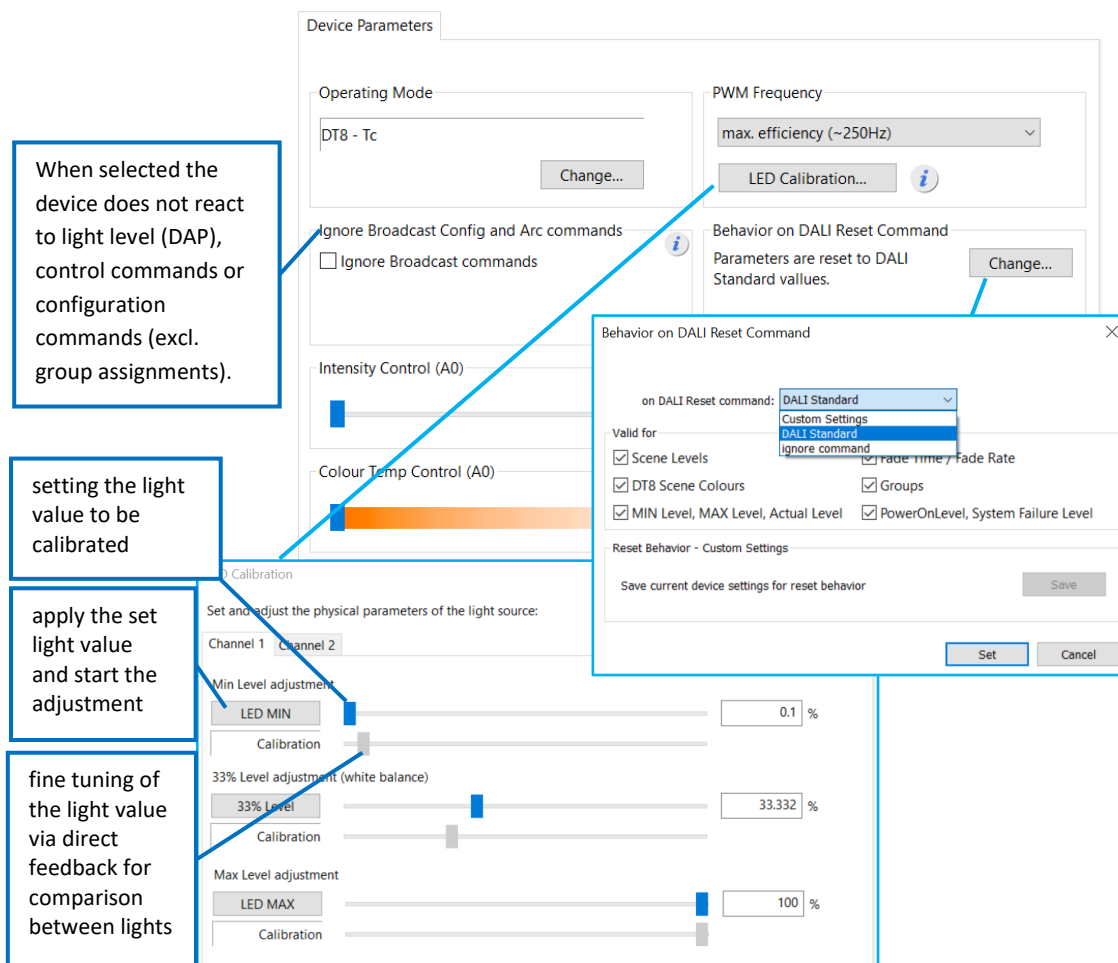 Device Parameters
Operating Mode
DT8 - Tc
Change...
PWM Frequency
max. efficiency (~250Hz)
LED Calibration...
i
When selected the
device does not react
to light level (DAP),
control commands or
configuration
commands (excl.
group assignments).
Ignore Broadcast Config and Arc commands
i
Ignore Broadcast commands
Behavior on DALI Reset Command
Parameters are reset to DALI
Standard vallues.
Change...
Intensity Control (A0)
Colour Temp Control (A0)
Behavior on DALI Reset Command
on DALI Reset command: DALI Standard
Custom Settings
DALI Standard
ignore command
Valid for
Scene Levels
Fade Time / Fade Rate
DT8 Scene Colours
Groups
MIN Level, MAX Level, Actual Level
PowerOnLevel, System Failure Level
Reset Behavior - Custom Settings
Save current device settings for reset behavior
Save
Set
Cancel
setting the light
value to be
calibrated
apply the set
light value
and start the
adjustment
fine tuning of
the light value
via direct
feedback for
comparison
between lights
D Calibration
Set and adjust the physical parameters of the light source:
Channel 1
Channel 2
Min Level adjustment
LED MIN
0.1 %
Calibration
33% Level adjustment (white balance)
33% Level
33.332 %
Calibration
Max Level adjustment
LED MAX
100 %
Calibration